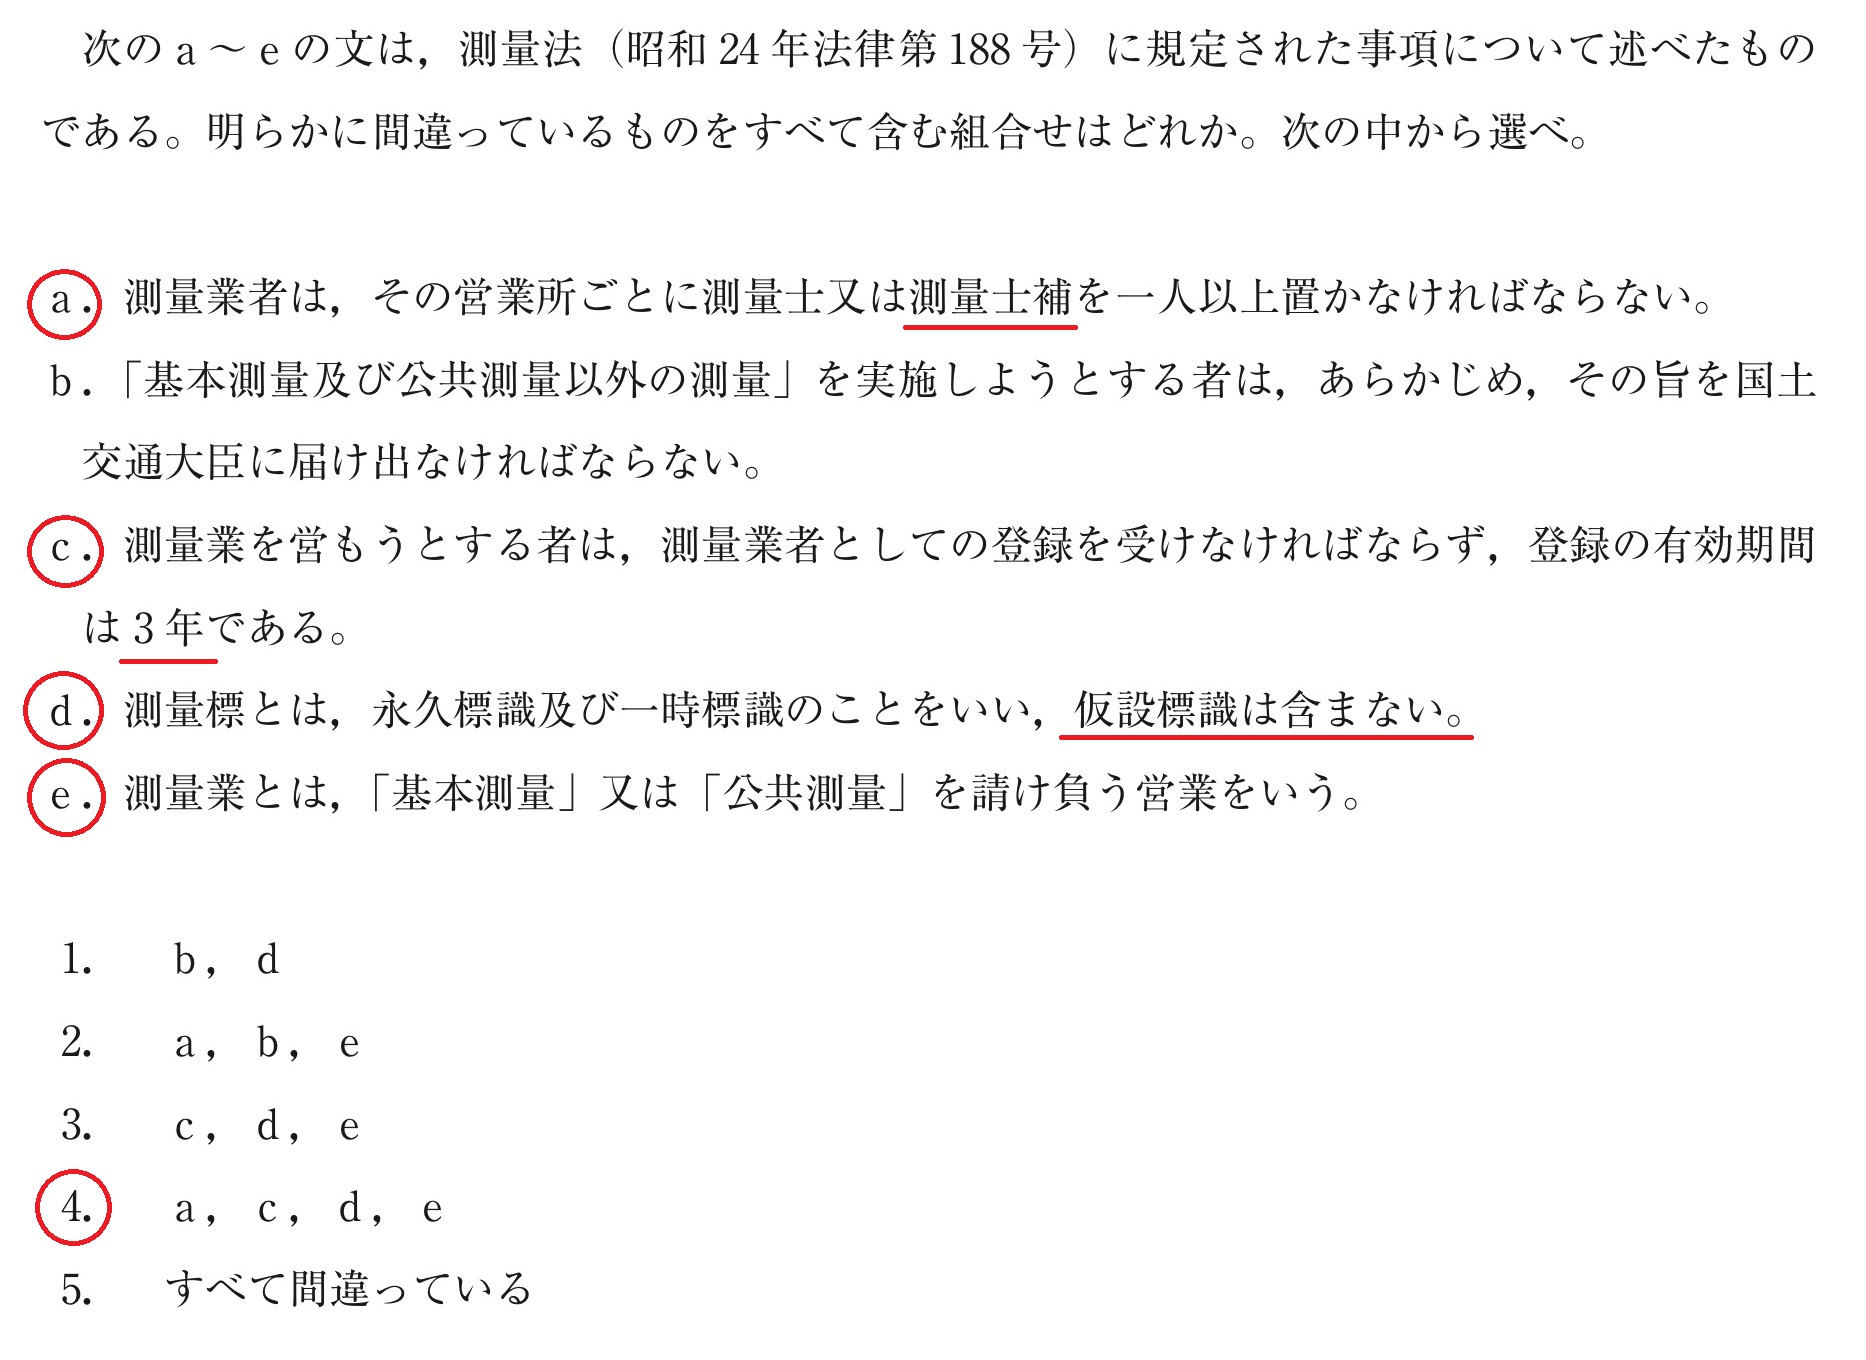 次のa～eの文は，測量法（昭和24年法律第188号）に規定された事項について述べたもの
である。明らかに間違っているものをすべて含む組合せはどれか。次の中から選べ。
a．測量業者は，その営業所ごとに測量士又は測量士補を一人以上置かなければならない。
b．「基本測量及び公共測量以外の測量」を実施しようとする者は，あらかじめ，その旨を国土
交通大臣に届け出なければならない。
c．測量業を営もうとする者は，測量業者としての登録を受けなければならず，登録の有効期間
は3年である。
d．測量標とは，永久標識及び一時標識のことをいい，仮設標識は含まない。
e．測量業とは，「基本測量」又は「公共測量」を請け負う営業をいう。
1.　b，d
2.　a，b，e
3.　c，d，e
4.　a，c，d，e
5.　すべて間違っている